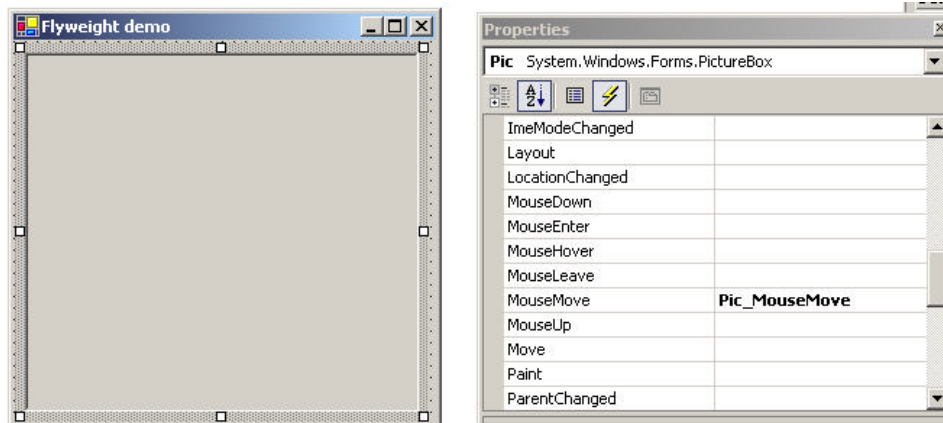 Flyweight demo
Properties
Pic System.Windows.Forms.PictureBox
A
Z
ImeModeChanged
Layout
LocationChanged
MouseDown
MouseEnter
MouseHover
MouseLeave
MouseMove Pic_MouseMove
MouseUp
Move
Paint
ParentChanged